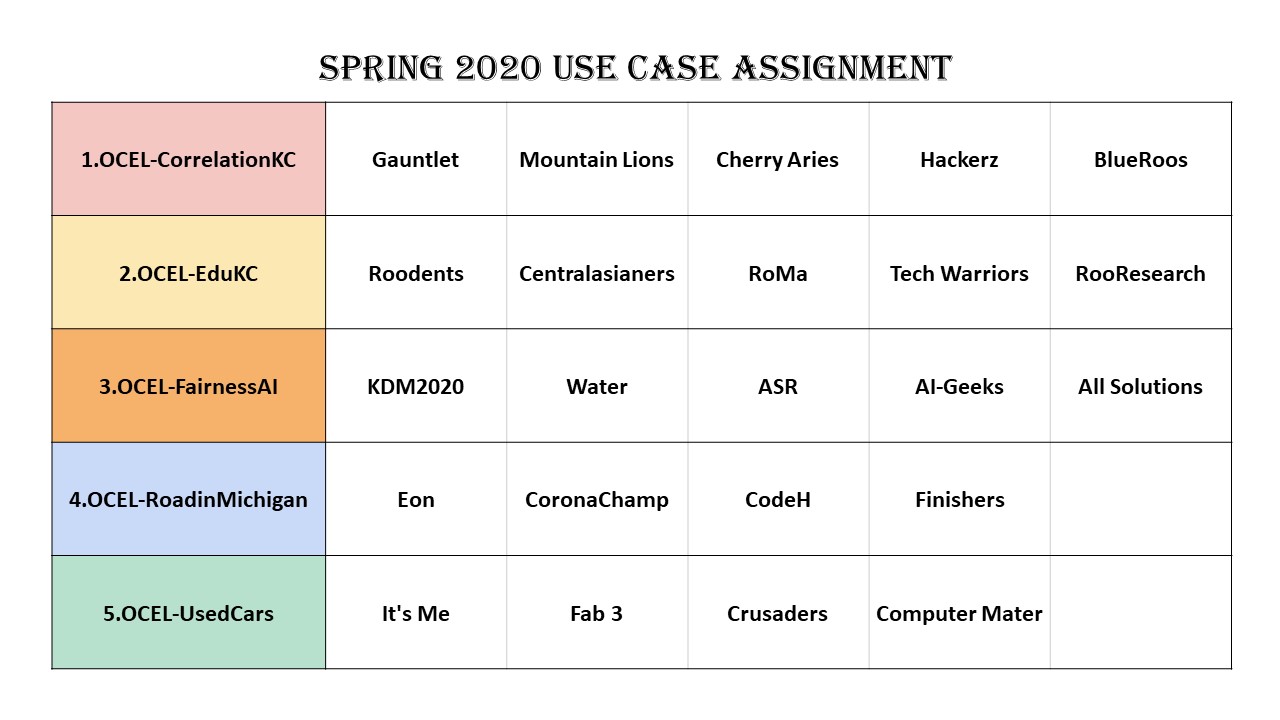 SPRING 2020 USE CASE ASSIGNMENT
1.OCEL-CorrelationKC Gauntlet Mountain Lions Cherry Aries Hackerz BlueRoos
2.OCEL-EduKC Roodents Centralasianers RoMa Tech Warriors RooResearch
3.OCEL-FairnessAI KDM2020 Water ASR AI-Geeks All Solutions
4.OCEL-RoadinMichigan Eon CoronaChamp CodeH Finishers
5.OCEL-UsedCars It's Me Fab 3 Crusaders Computer Mater